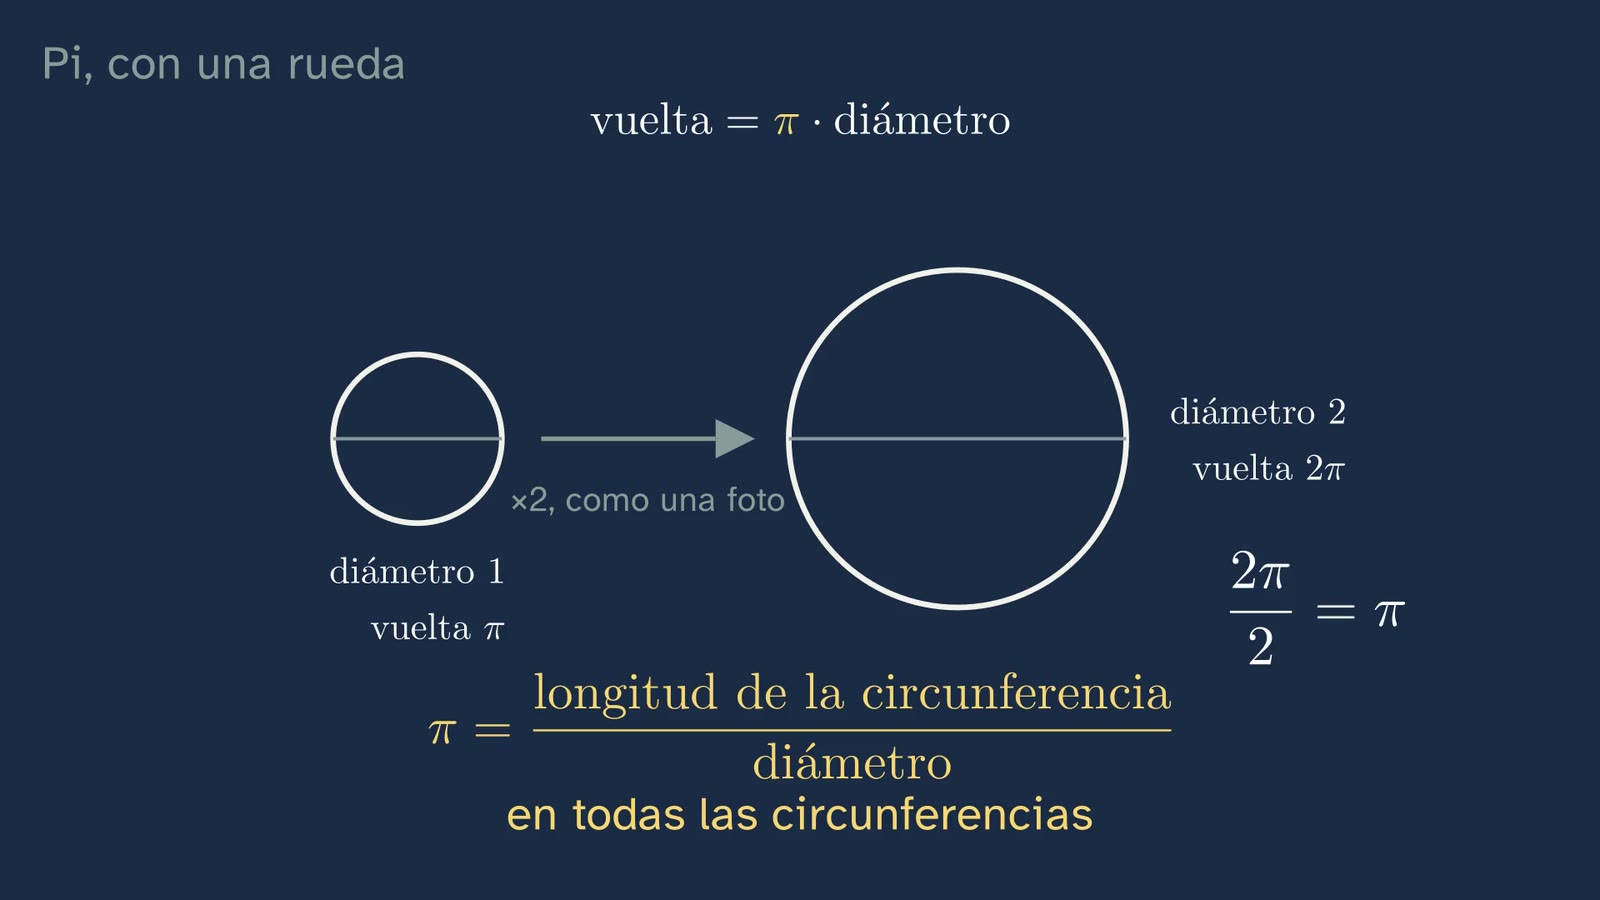 Pi, con una rueda
vuelta = π · diámetro
×2, como una foto
diámetro 1
vuelta π
diámetro 2
vuelta 2π
2π/2 = π
π = longitud de la circunferencia/diámetro
en todas las circunferencias